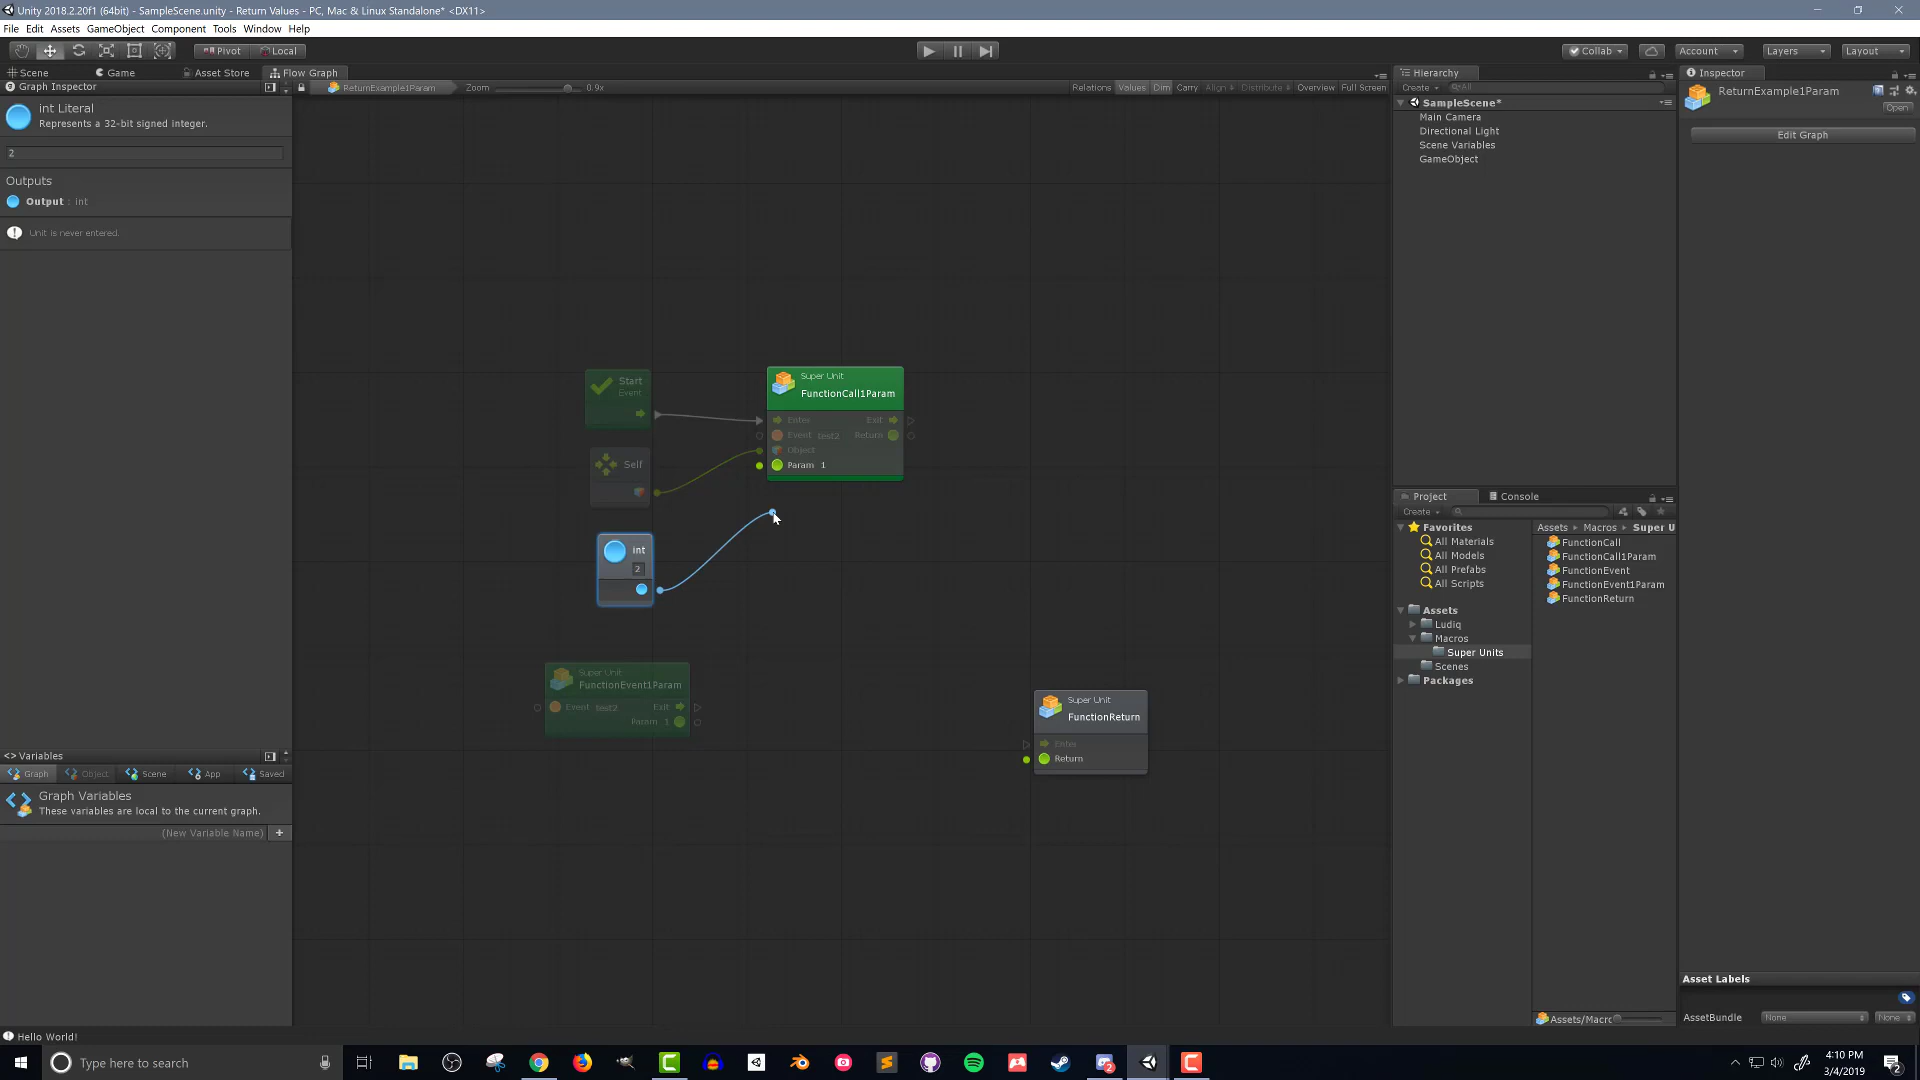 Unity 2018.2.20f1 (64bit) - SampleScene.unity - Return Values - PC, Mac & Linux Standalone* <DX11>
File Edit Assets GameObject Component Tools Window Help
Pivot Local Collab Account Layers Layout
Scene Game Asset Store Flow Graph
Graph Inspector
ReturnExample1Param Zoom 0.9x Relations Values Dim Carry Align Distribute Overview Full Screen
int Literal
Represents a 32-bit signed integer.
2
Outputs
Output : int
Unit is never entered.
Start
Event
Super Unit
FunctionCall1Param
Enter Exit
Event test2 Return
Object
Param 1
Self
int
2
Super Unit
FunctionEvent1Param
Event test2 Exit
Param 1
Super Unit
FunctionReturn
Enter
Return
<> Variables
Graph Object Scene App Saved
Graph Variables
These variables are local to the current graph.
(New Variable Name) +
Hierarchy
Create All
SampleScene*
Main Camera
Directional Light
Scene Variables
GameObject
Project Console
Create
Favorites
All Materials
All Models
All Prefabs
All Scripts
Assets
Ludiq
Macros
Super Units
Scenes
Packages
Assets Macros Super U
FunctionCall
FunctionCall1Param
FunctionEvent
FunctionEvent1Param
FunctionReturn
Assets/Macro
Inspector
ReturnExample1Param
Open
Edit Graph
Asset Labels
AssetBundle None None
Hello World!
Type here to search
2
4:10 PM
3/4/2019
2